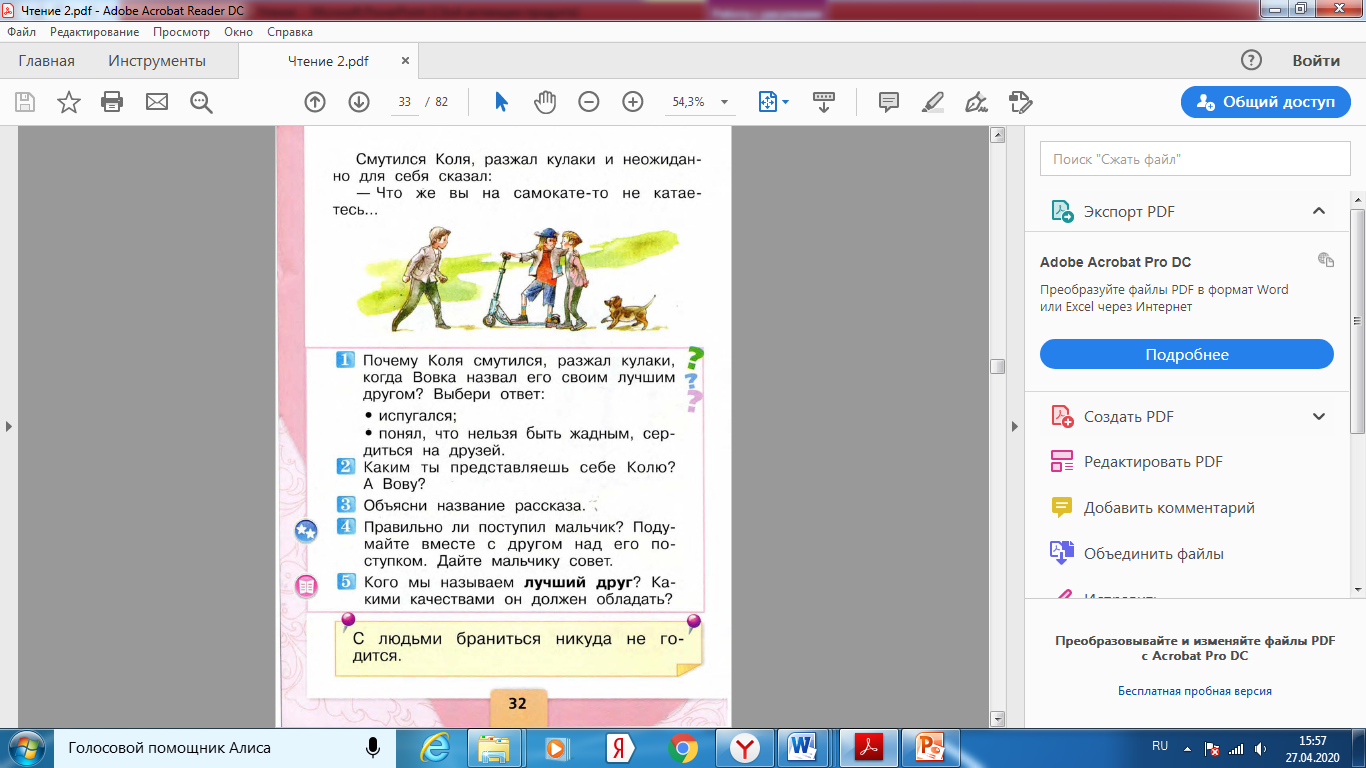 Чтение 2.pdf - Adobe Acrobat Reader DC
Файл Редактирование Просмотр Окно Справка
Главная Инструменты Чтение 2.pdf × Войти
33 / 82 54,3% Общий доступ
Смутился Коля, разжал кулаки и неожидан-
но для себя сказал:
— Что же вы на самокате-то не катае-
тесь...
1 Почему Коля смутился, разжал кулаки,
когда Вовка назвал его своим лучшим
другом? Выбери ответ:
• испугался;
• понял, что нельзя быть жадным, сер-
диться на друзей.
2 Каким ты представляешь себе Колю?
А Вову?
3 Объясни название рассказа.
4 Правильно ли поступил мальчик? Поду-
майте вместе с другом над его по-
ступком. Дайте мальчику совет.
5 Кого мы называем лучший друг? Ка-
кими качествами он должен обладать?
? ? ?
С людьми браниться никуда не го-
дится.
32
Поиск "Сжать файл"
Экспорт PDF
Adobe Acrobat Pro DC
Преобразуйте файлы PDF в формат Word
или Excel через Интернет
Подробнее
Создать PDF
Редактировать PDF
Добавить комментарий
Объединить файлы
Преобразовывайте и изменяйте файлы PDF
с Acrobat Pro DC
Бесплатная пробная версия
Голосовой помощник Алиса
RU 15:57
27.04.2020